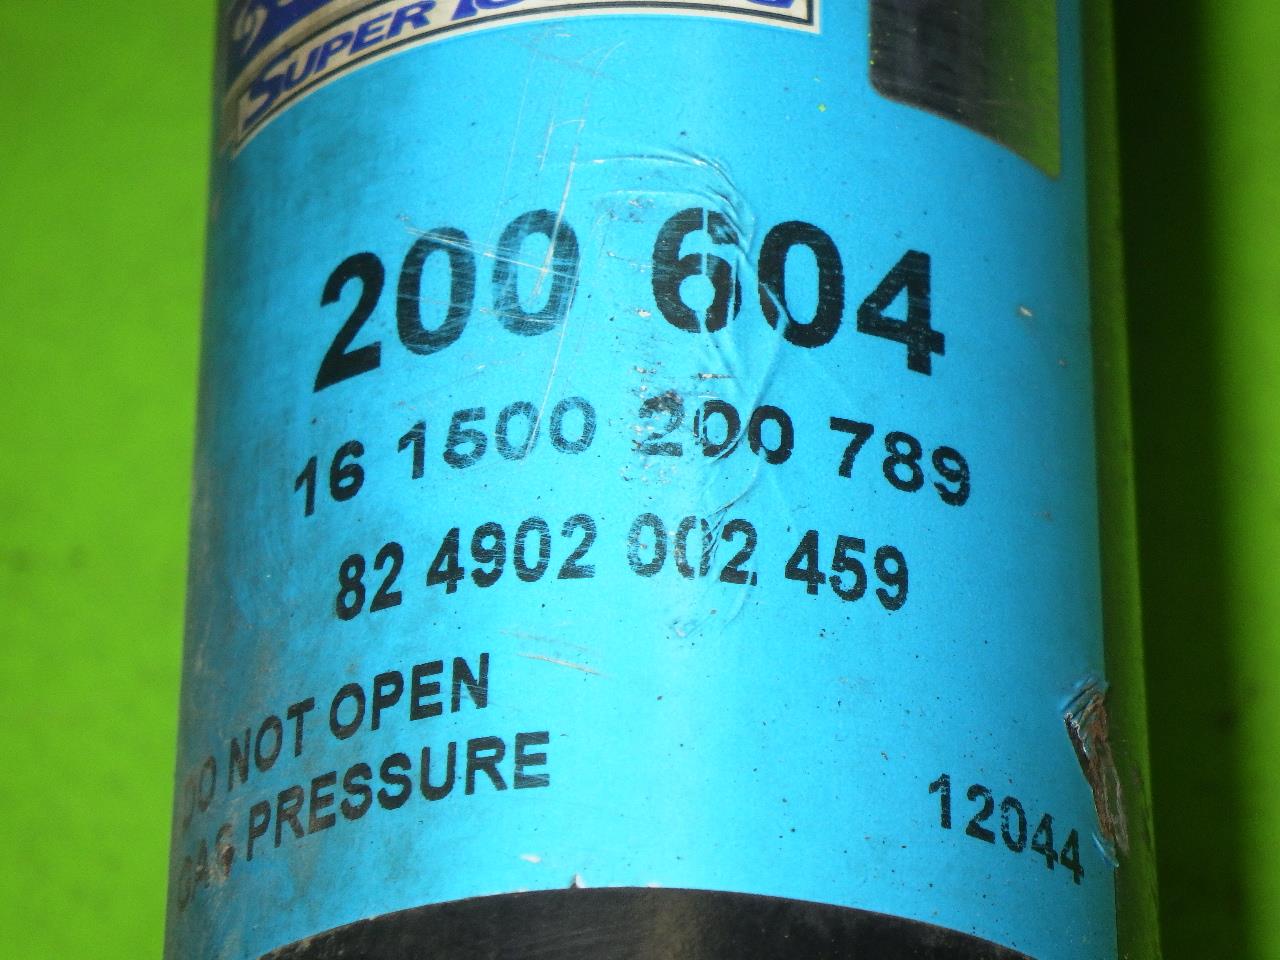 SUPER
200 604
16 1500 200 789
82 4902 002 459
DO NOT OPEN
GAS PRESSURE
12044